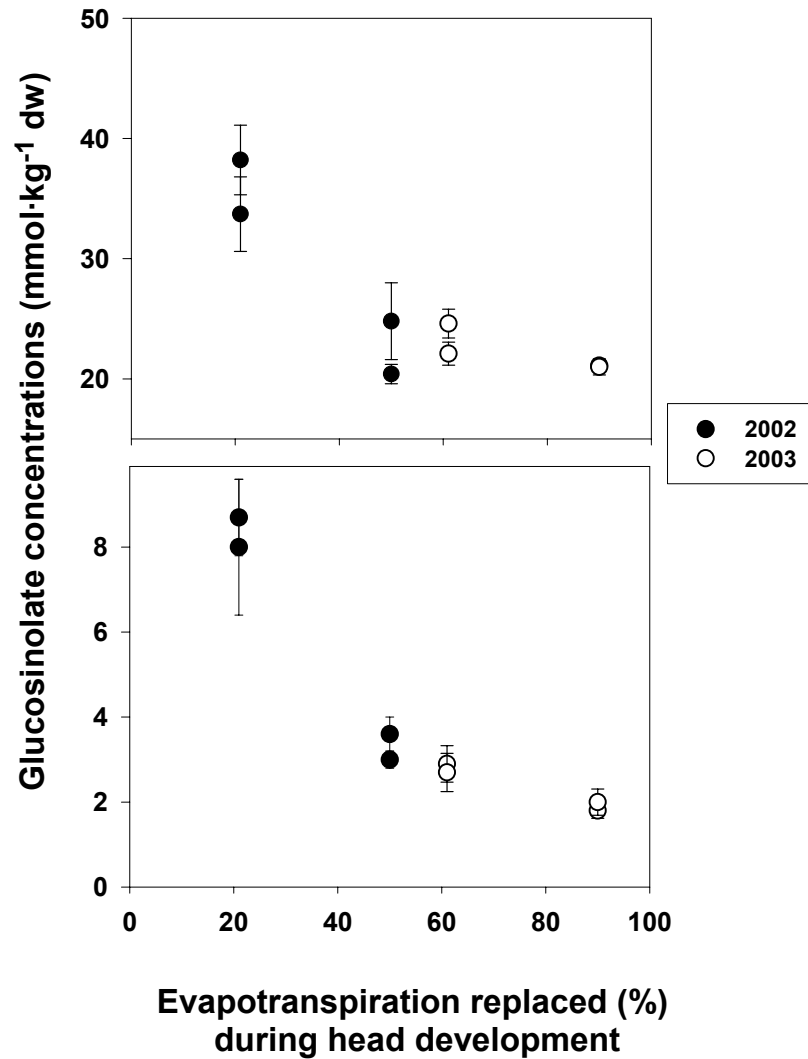 Glucosinolate concentrations (mmol·kg⁻¹ dw)
50
40
30
20
2002
2003
8
6
4
2
0
0 20 40 60 80 100
Evapotranspiration replaced (%)
during head development